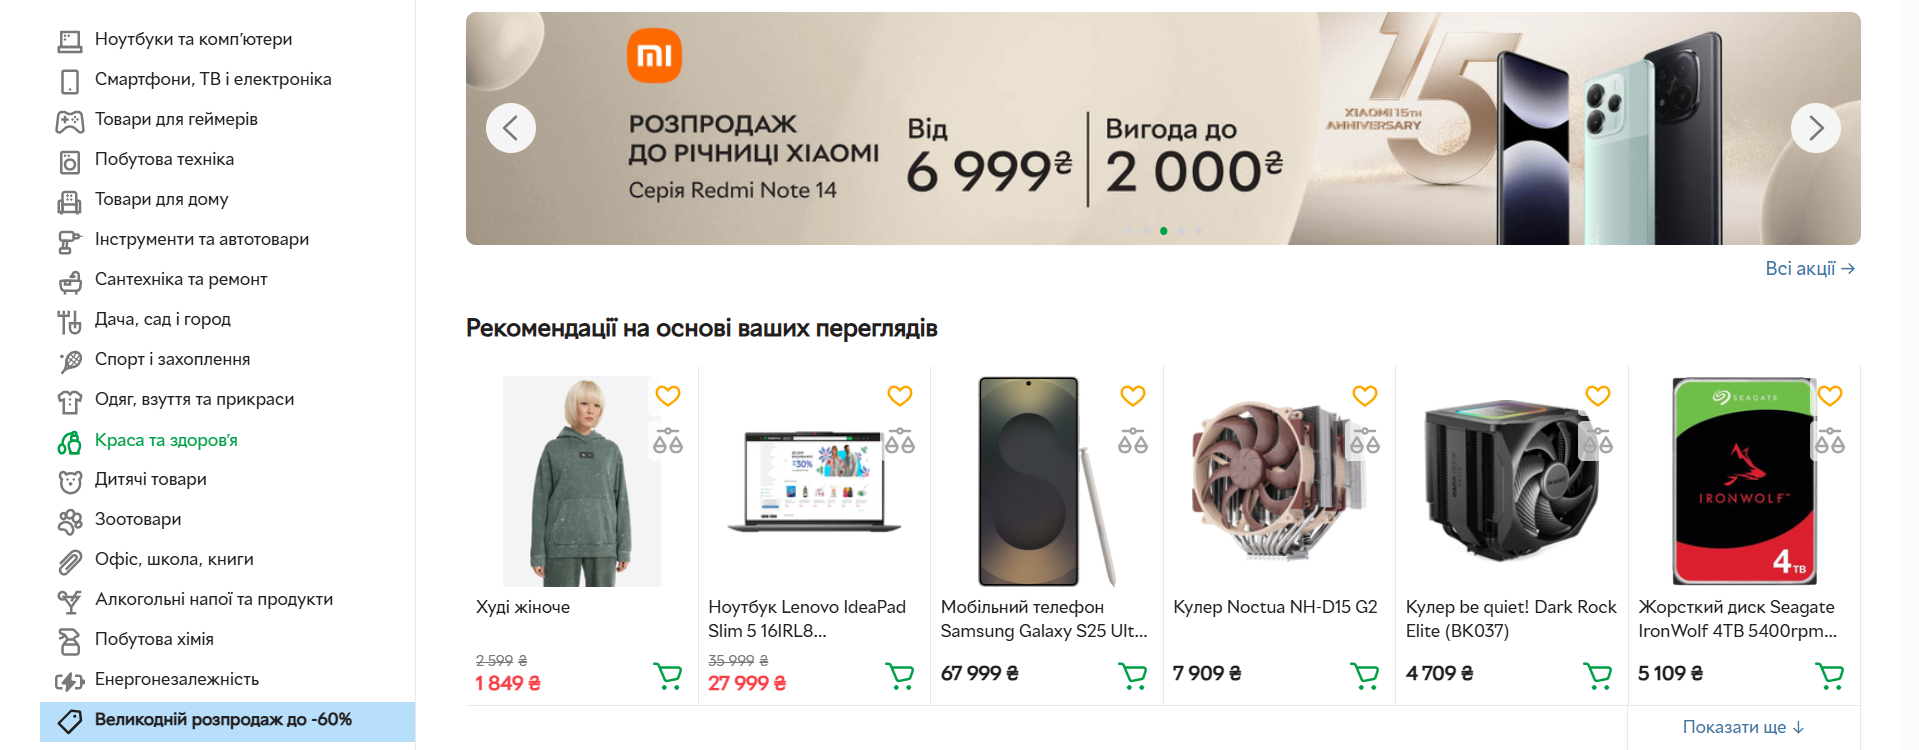 Ноутбуки та комп'ютери
Смартфони, ТВ і електроніка
Товари для геймерів
Побутова техніка
Товари для дому
Інструменти та автотовари
Сантехніка та ремонт
Дача, сад і город
Спорт і захоплення
Одяг, взуття та прикраси
Краса та здоров'я
Дитячі товари
Зоотовари
Офіс, школа, книги
Алкогольні напої та продукти
Побутова хімія
Енергонезалежність
Великодній розпродаж до -60%
РОЗПРОДАЖ
ДО РІЧНИЦІ XIAOMI
Серія Redmi Note 14
Від
6 999₴
Вигода до
2 000₴
15
XIAOMI 15TH
ANNIVERSARY
Всі акції →
Рекомендації на основі ваших переглядів
-30%
DARK ROCK
SEAGATE
IRONWOLF
4TB
Худі жіноче
2 599 ₴
1 849 ₴
Ноутбук Lenovo IdeaPad
Slim 5 16IRL8...
35 999 ₴
27 999 ₴
Мобільний телефон
Samsung Galaxy S25 Ult...
67 999 ₴
Кулер Noctua NH-D15 G2
7 909 ₴
Кулер be quiet! Dark Rock
Elite (BK037)
4 709 ₴
Жорсткий диск Seagate
IronWolf 4TB 5400rpm...
5 109 ₴
Показати ще ↓